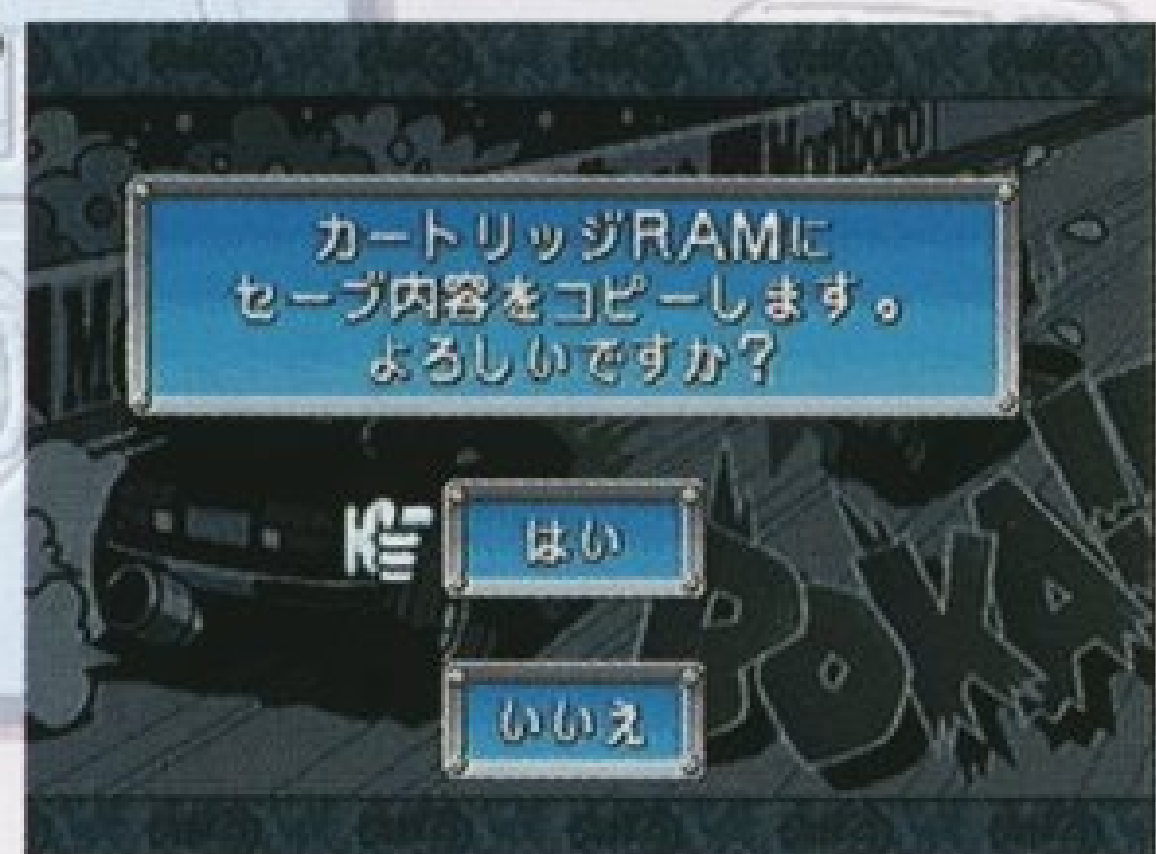 Marlboro
カートリッジRAMに
セーブ内容をコピーします。
よろしいですか？
はい
いいえ